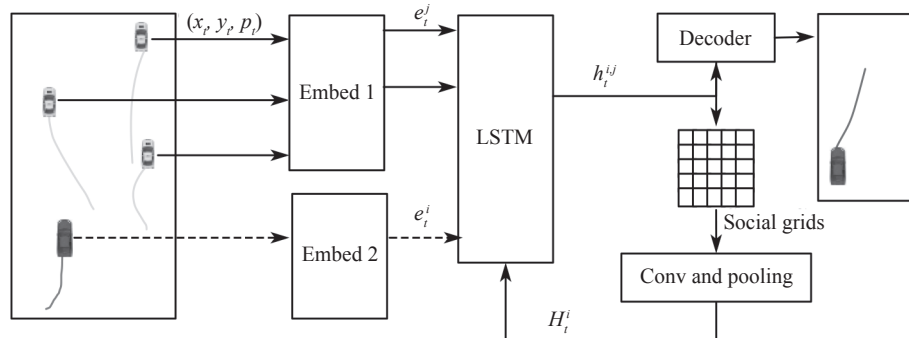 (x_t, y_t, p_t)
e_t^j
Decoder
Embed 1
h_t^{i,j}
LSTM
Social grids
e_t^i
Embed 2
Conv and pooling
H_t^i